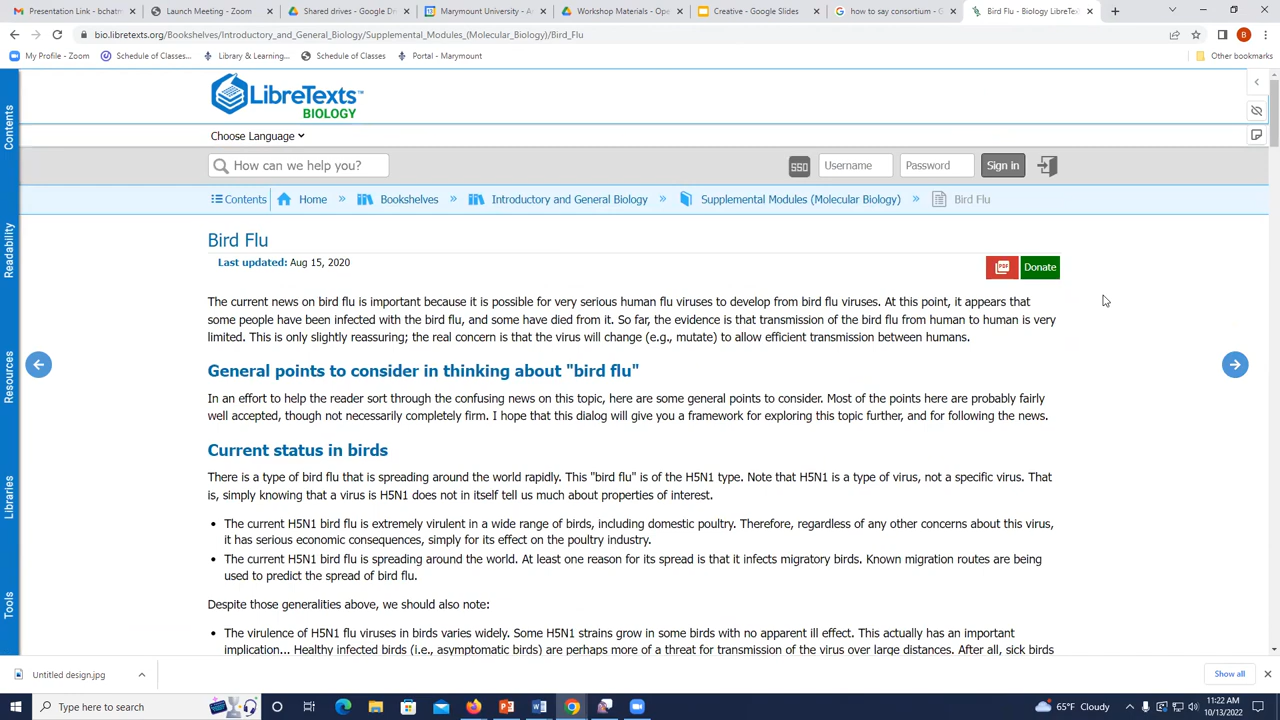 Presentation Link - bchatm
Launch Meeting - Zoom
Shared drives - Google D
Marymount University - A
Workshop Materials - Ope
Creative - Google Slides
how to say consortium - G
Bird Flu - Biology LibreTex
bio.libretexts.org/Bookshelves/Introductory_and_General_Biology/Supplemental_Modules_(Molecular_Biology)/Bird_Flu
B
My Profile - Zoom
Schedule of Classes...
Library & Learning...
Schedule of Classes
Portal - Marymount
Other bookmarks
Contents
Readability
Resources
Libraries
Tools
LibreTexts™
BIOLOGY
Choose Language
How can we help you?
SSO
Username
Password
Sign in
Contents
Home
»
Bookshelves
»
Introductory and General Biology
»
Supplemental Modules (Molecular Biology)
»
Bird Flu
Bird Flu
Last updated: Aug 15, 2020
PDF
Donate
The current news on bird flu is important because it is possible for very serious human flu viruses to develop from bird flu viruses. At this point, it appears that
some people have been infected with the bird flu, and some have died from it. So far, the evidence is that transmission of the bird flu from human to human is very
limited. This is only slightly reassuring; the real concern is that the virus will change (e.g., mutate) to allow efficient transmission between humans.
General points to consider in thinking about "bird flu"
In an effort to help the reader sort through the confusing news on this topic, here are some general points to consider. Most of the points here are probably fairly
well accepted, though not necessarily completely firm. I hope that this dialog will give you a framework for exploring this topic further, and for following the news.
Current status in birds
There is a type of bird flu that is spreading around the world rapidly. This "bird flu" is of the H5N1 type. Note that H5N1 is a type of virus, not a specific virus. That
is, simply knowing that a virus is H5N1 does not in itself tell us much about properties of interest.
• The current H5N1 bird flu is extremely virulent in a wide range of birds, including domestic poultry. Therefore, regardless of any other concerns about this virus,
it has serious economic consequences, simply for its effect on the poultry industry.
• The current H5N1 bird flu is spreading around the world. At least one reason for its spread is that it infects migratory birds. Known migration routes are being
used to predict the spread of bird flu.
Despite those generalities above, we should also note:
• The virulence of H5N1 flu viruses in birds varies widely. Some H5N1 strains grow in some birds with no apparent ill effect. This actually has an important
implication... Healthy infected birds (i.e., asymptomatic birds) are perhaps more of a threat for transmission of the virus over large distances. After all, sick birds
Untitled design.jpg
Show all
Type here to search
65°F Cloudy
11:22 AM
10/13/2022